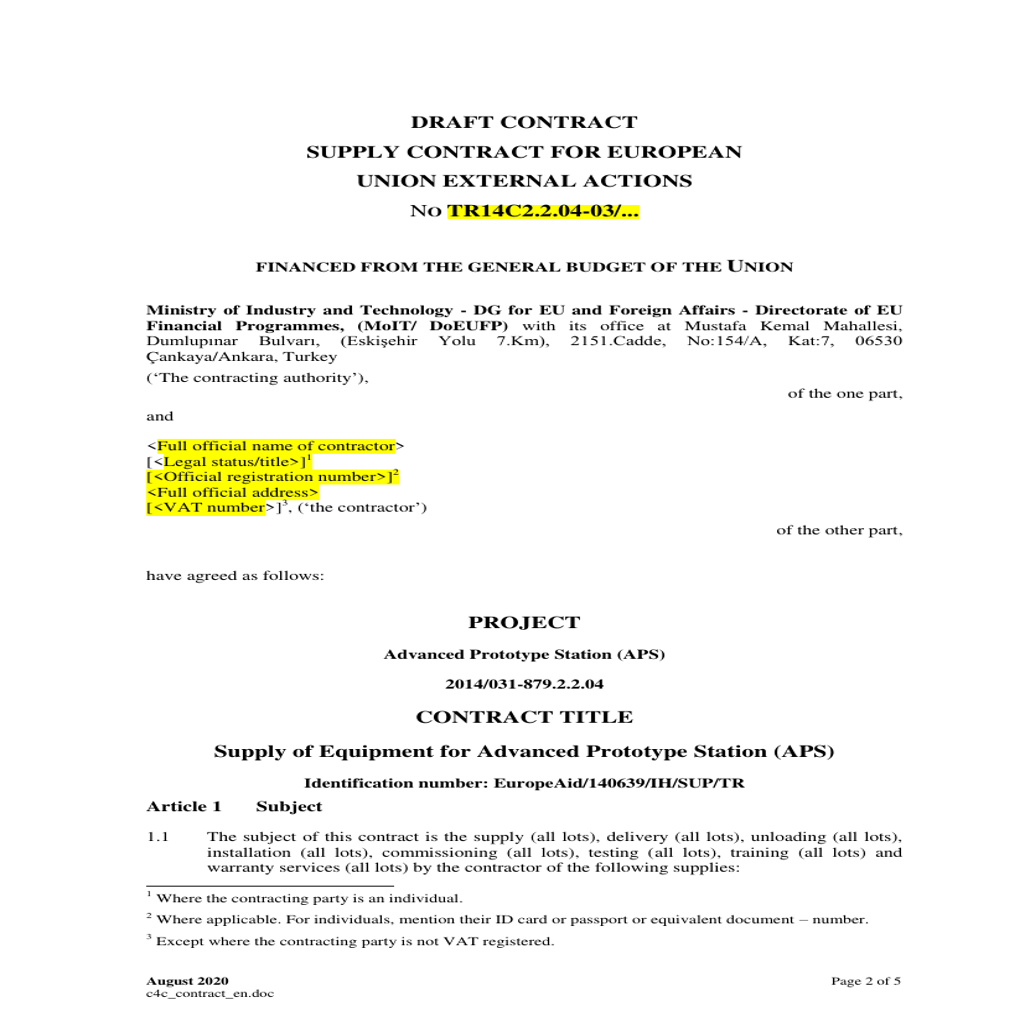 DRAFT CONTRACT
SUPPLY CONTRACT FOR EUROPEAN
UNION EXTERNAL ACTIONS
NO TR14C2.2.04-03/...
FINANCED FROM THE GENERAL BUDGET OF THE UNION
Ministry of Industry and Technology - DG for EU and Foreign Affairs - Directorate of EU
Financial Programmes, (MoIT/ DoEUFP) with its office at Mustafa Kemal Mahallesi,
Dumlupınar Bulvarı, (Eskişehir Yolu 7.Km), 2151.Cadde, No:154/A, Kat:7, 06530
Çankaya/Ankara, Turkey
(‘The contracting authority’),
of the one part,
and
<Full official name of contractor>
[<Legal status/title>]1
[<Official registration number>]2
<Full official address>
[<VAT number>]3, (‘the contractor’)
of the other part,
have agreed as follows:
PROJECT
Advanced Prototype Station (APS)
2014/031-879.2.2.04
CONTRACT TITLE
Supply of Equipment for Advanced Prototype Station (APS)
Identification number: EuropeAid/140639/IH/SUP/TR
Article 1 Subject
1.1 The subject of this contract is the supply (all lots), delivery (all lots), unloading (all lots),
installation (all lots), commissioning (all lots), testing (all lots), training (all lots) and
warranty services (all lots) by the contractor of the following supplies:
1 Where the contracting party is an individual.
2 Where applicable. For individuals, mention their ID card or passport or equivalent document – number.
3 Except where the contracting party is not VAT registered.
August 2020 Page 2 of 5
c4c_contract_en.doc